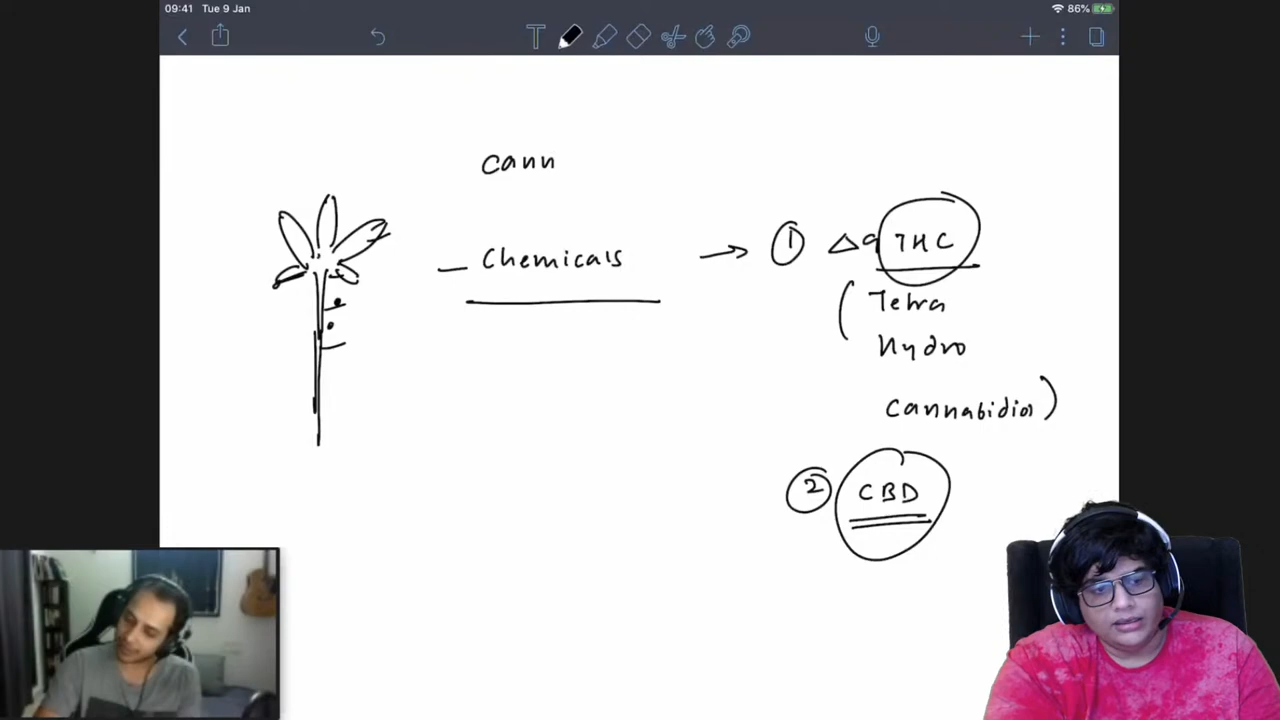 09:41 Tue 9 Jan
86%
T
cann
Chemicals → ① Δ9 THC
(Tetra
Hydro
Cannabidiol)
② CBD